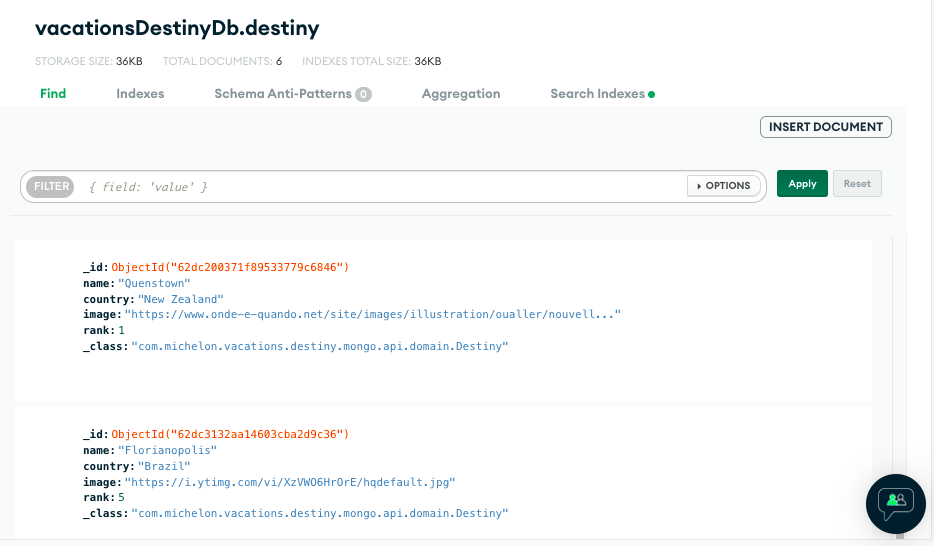 vacationsDestinyDb.destiny
STORAGE SIZE: 36KB TOTAL DOCUMENTS: 6 INDEXES TOTAL SIZE: 36KB
Find Indexes Schema Anti-Patterns 0 Aggregation Search Indexes
INSERT DOCUMENT
FILTER { field: 'value' } OPTIONS Apply Reset
_id: ObjectId("62dc200371f89533779c6846")
name: "Quenstown"
country: "New Zealand"
image: "https://www.onde-e-quando.net/site/images/illustration/oualler/nouvell..."
rank: 1
_class: "com.michelon.vacations.destiny.mongo.api.domain.Destiny"
_id: ObjectId("62dc3132aa14603cba2d9c36")
name: "Florianopolis"
country: "Brazil"
image: "https://i.ytimg.com/vi/XzVWO6HrOrE/hqdefault.jpg"
rank: 5
_class: "com.michelon.vacations.destiny.mongo.api.domain.Destiny"